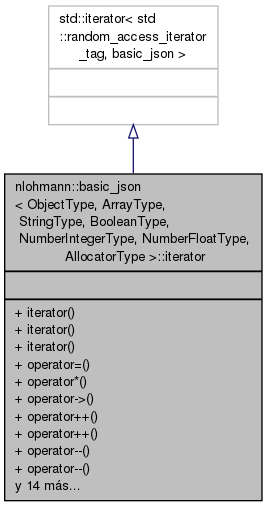 std::iterator< std
::random_access_iterator
_tag, basic_json >
nlohmann::basic_json
< ObjectType, ArrayType,
StringType, BooleanType,
NumberIntegerType, NumberFloatType,
AllocatorType >::iterator
+ iterator()
+ iterator()
+ iterator()
+ operator=()
+ operator*()
+ operator->()
+ operator++()
+ operator++()
+ operator--()
+ operator--()
y 14 más...